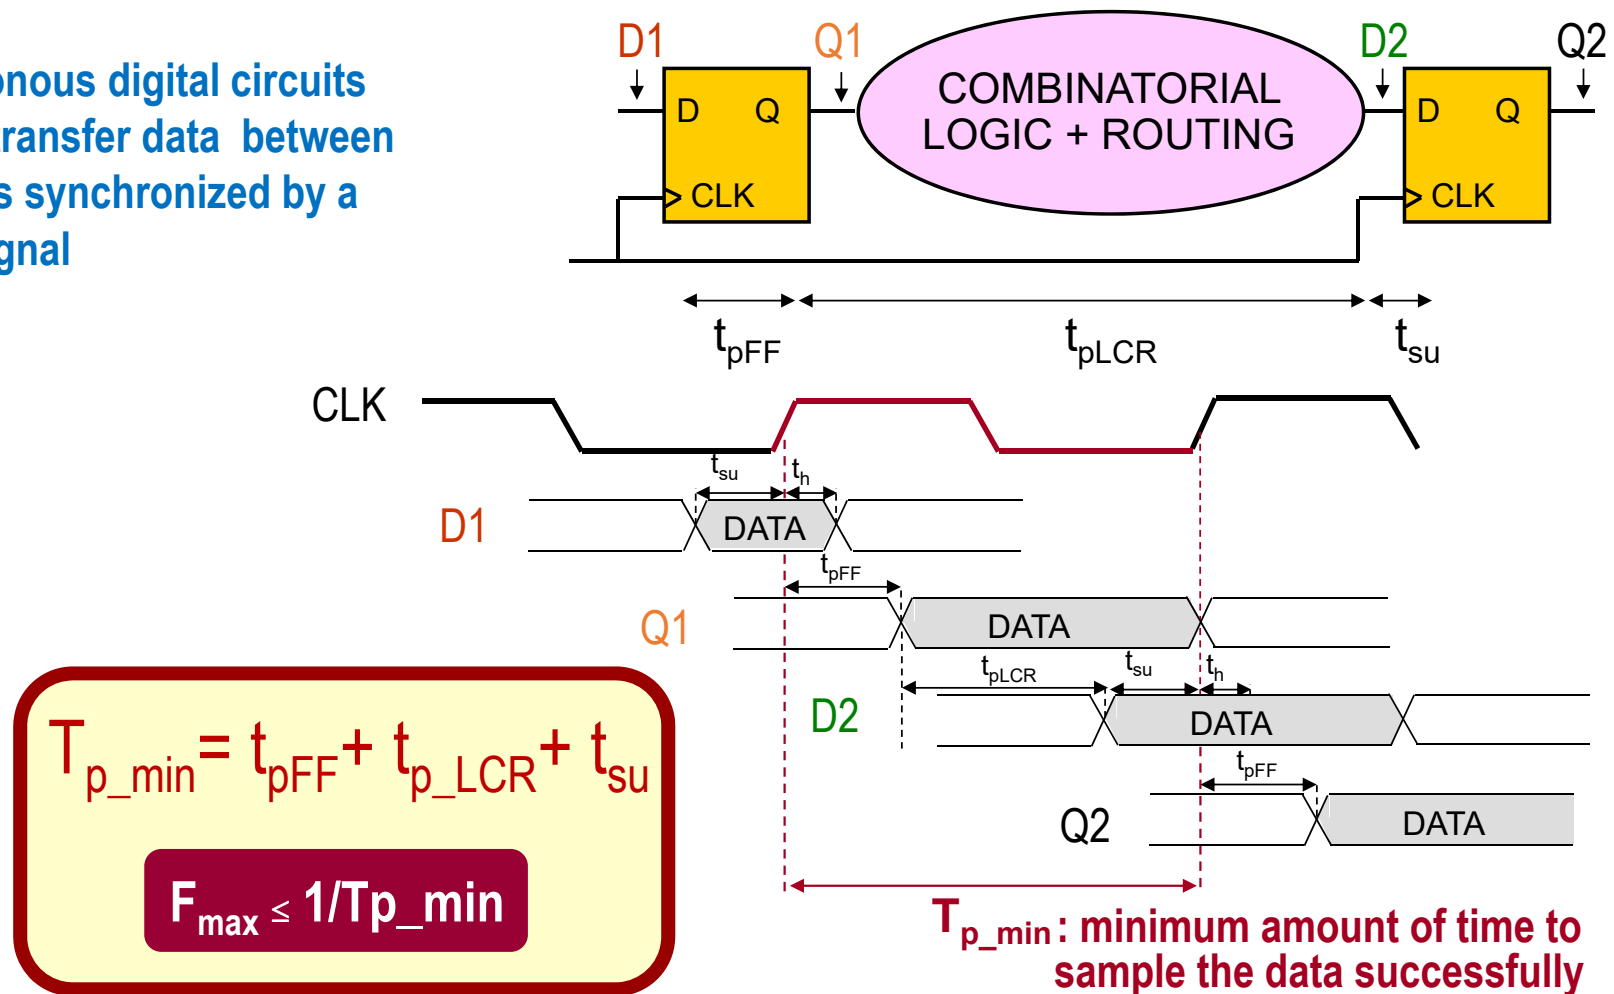 onous digital circuits
transfer data between
s synchronized by a
gnal
D1
Q1
D2
Q2
D Q
CLK
COMBINATORIAL
LOGIC + ROUTING
D Q
CLK
tpFF
tpLCR
tsu
CLK
tsu
th
D1
DATA
tpFF
Q1
DATA
tpLCR
tsu
th
D2
DATA
tpFF
Q2
DATA
Tp_min= tpFF+ tp_LCR+ tsu
Fmax ≤ 1/Tp_min
Tp_min: minimum amount of time to
sample the data successfully